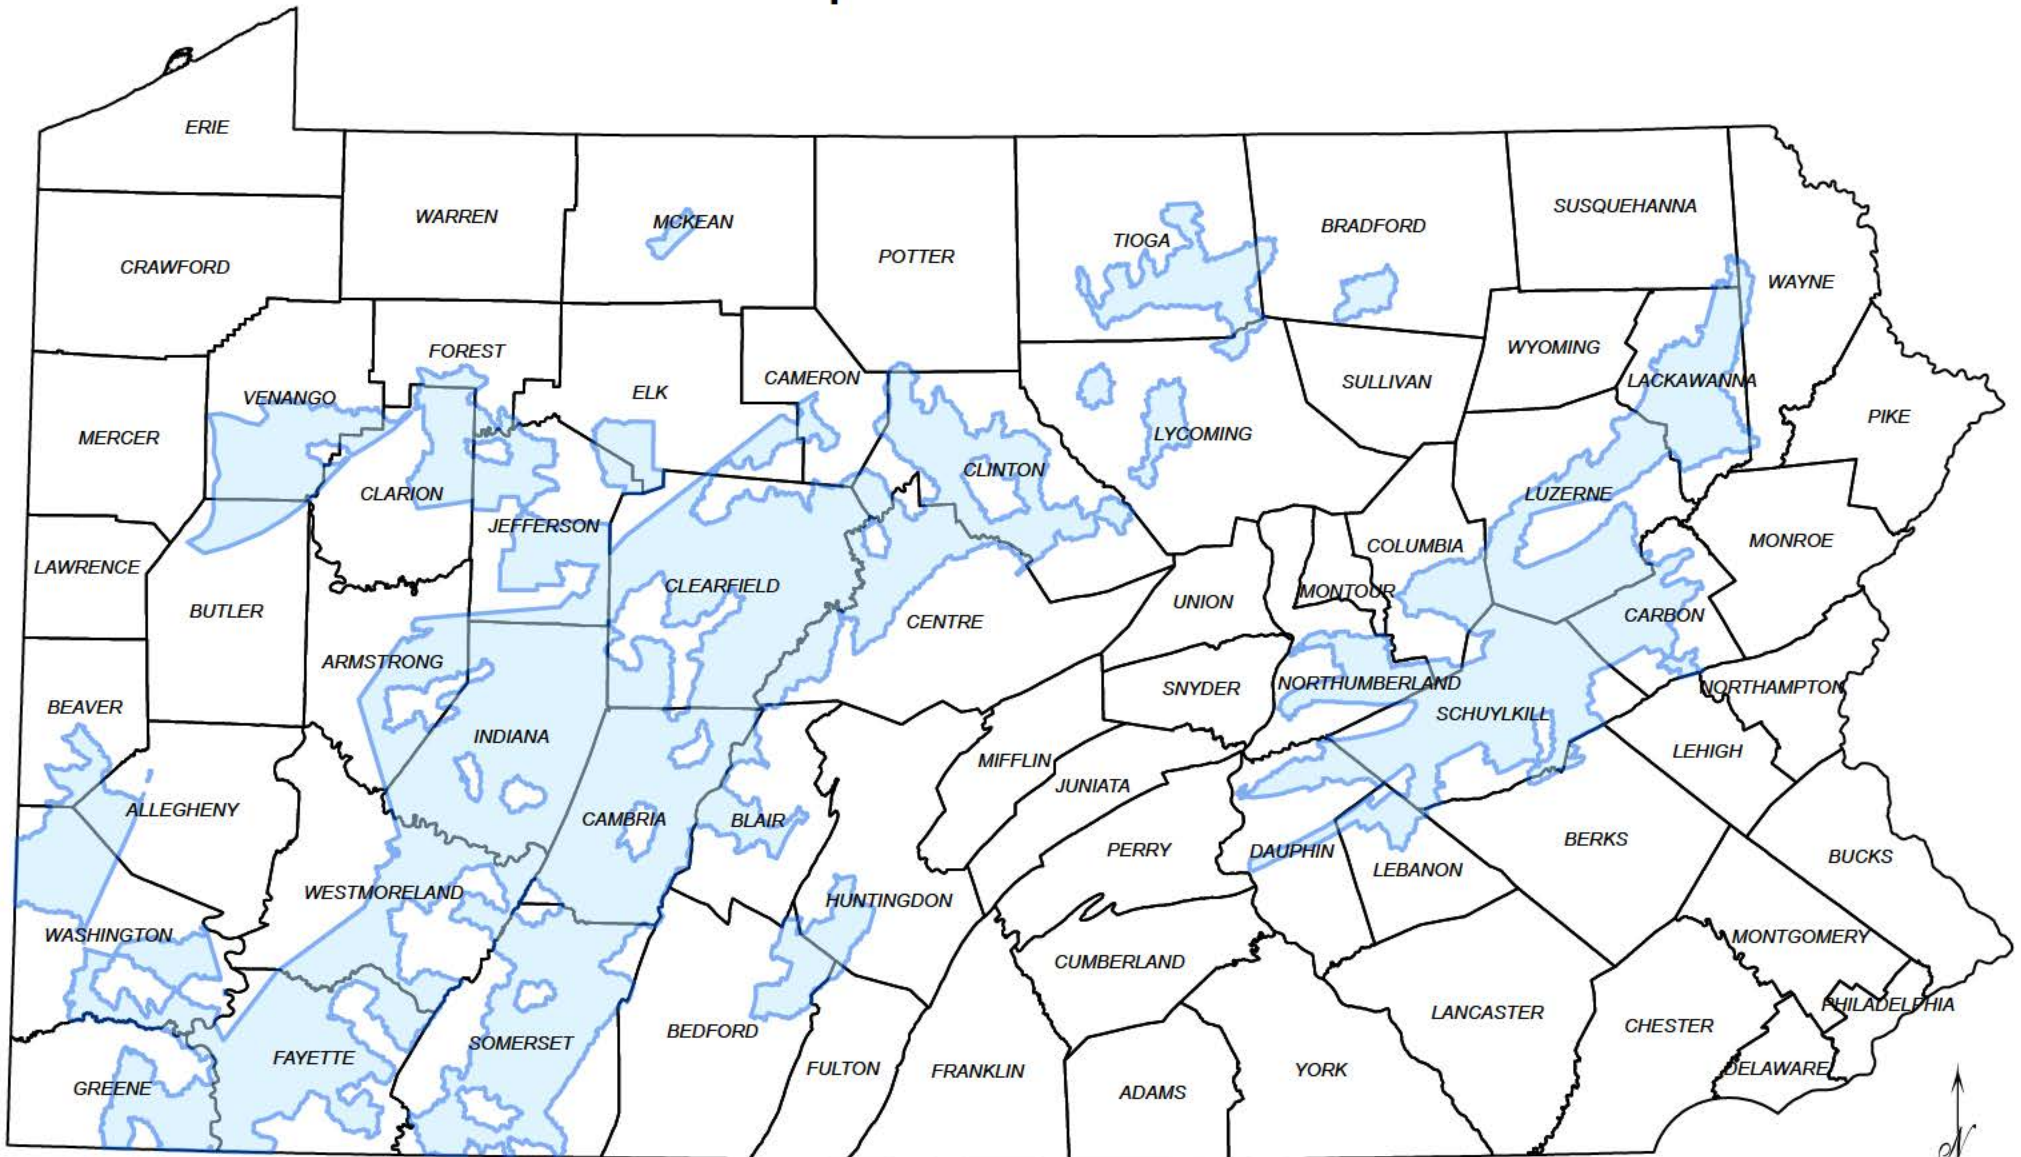 ERIE
WARREN
MCKEAN
SUSQUEHANNA
BRADFORD
TIOGA
POTTER
CRAWFORD
WAYNE
FOREST
WYOMING
CAMERON
LACKAWANNA
SULLIVAN
ELK
VENANGO
PIKE
MERCER
LYCOMING
CLINTON
CLARION
LUZERNE
JEFFERSON
MONROE
COLUMBIA
LAWRENCE
CLEARFIELD
MONTOUR
UNION
BUTLER
CARBON
CENTRE
ARMSTRONG
NORTHUMBERLAND
SNYDER
NORTHAMPTON
BEAVER
SCHUYLKILL
INDIANA
LEHIGH
MIFFLIN
JUNIATA
ALLEGHENY
CAMBRIA
BLAIR
BERKS
PERRY
DAUPHIN
BUCKS
LEBANON
WESTMORELAND
HUNTINGDON
WASHINGTON
MONTGOMERY
CUMBERLAND
PHILADELPHIA
LANCASTER
CHESTER
BEDFORD
SOMERSET
FAYETTE
FULTON
FRANKLIN
YORK
DELAWARE
GREENE
ADAMS
N